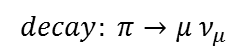 decay: π → μ ν_μ